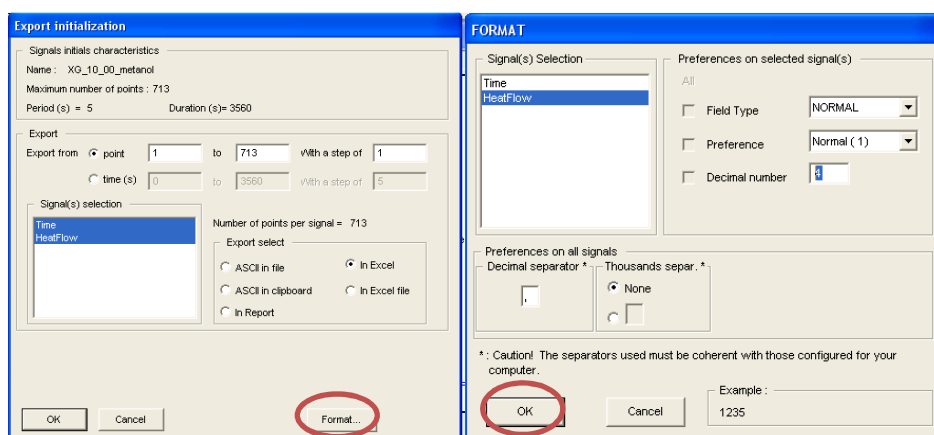 Export initialization
Signals initials characteristics
Name : XG_10_00_metanol
Maximum number of points : 713
Period (s) = 5 Duration (s)= 3560
Export
Export from point 1 to 713 With a step of 1
time (s) 0 to 3560 With a step of 5
Signal(s) selection
Time
HeatFlow
Number of points per signal = 713
Export select
ASCII in file In Excel
ASCII in clipboard In Excel file
In Report
OK Cancel Format...
FORMAT
Signal(s) Selection
Time
HeatFlow
Preferences on selected signal(s)
All
Field Type NORMAL
Preference Normal ( 1 )
Decimal number 4
Preferences on all signals
Decimal separator * Thousands separ. *
, None
* : Caution! The separators used must be coherent with those configured for your
computer.
OK Cancel
Example :
1235